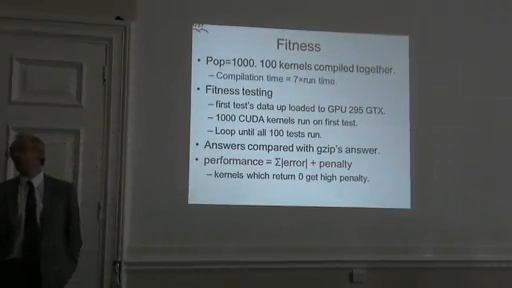 Fitness
• Pop=1000. 100 kernels compiled together.
– Compilation time = 7×run time.
• Fitness testing
– first test's data up loaded to GPU 295 GTX.
– 1000 CUDA kernels run on first test.
– Loop until all 100 tests run.
• Answers compared with gzip's answer.
• performance = Σ|error| + penalty
– kernels which return 0 get high penalty.